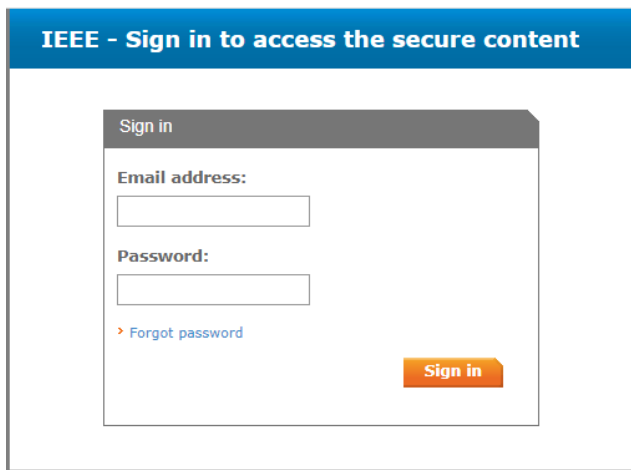 IEEE - Sign in to access the secure content
Sign in
Email address:
Password:
Forgot password
Sign in